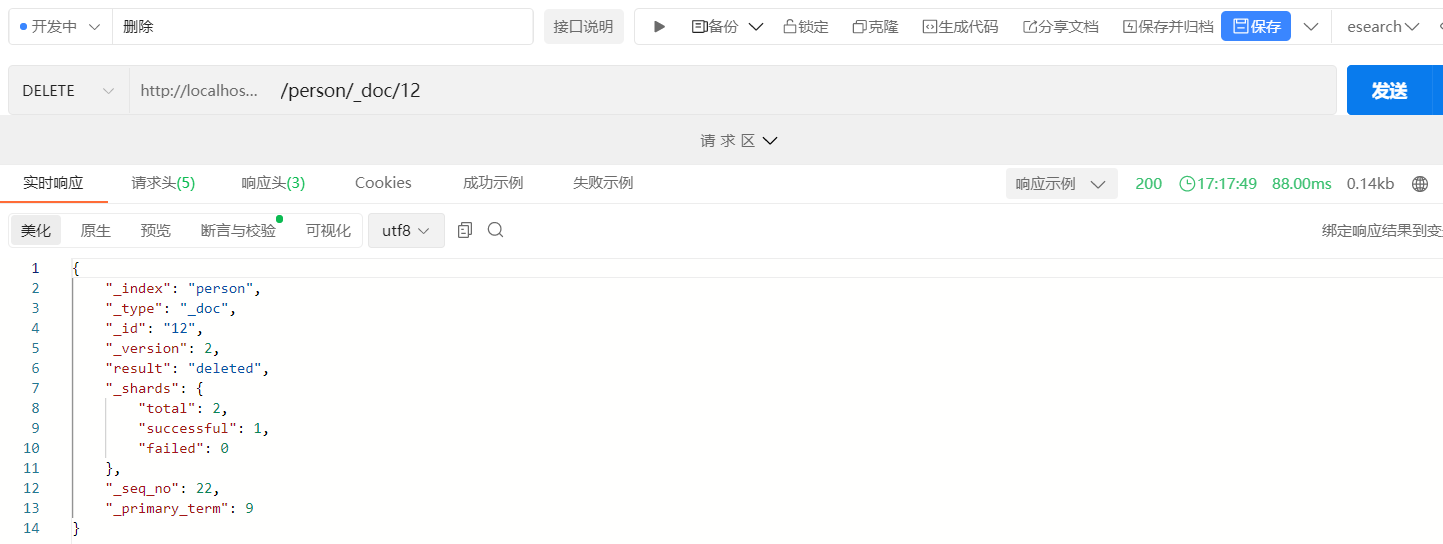 开发中 删除 接口说明 备份 锁定 克隆 生成代码 分享文档 保存并归档 保存 esearch
DELETE http://localhos... /person/_doc/12 发送
请 求 区
实时响应 请求头(5) 响应头(3) Cookies 成功示例 失败示例 响应示例 200 17:17:49 88.00ms 0.14kb
美化 原生 预览 断言与校验 可视化 utf8 绑定响应结果到变
1 {
2 "_index": "person",
3 "_type": "_doc",
4 "_id": "12",
5 "_version": 2,
6 "result": "deleted",
7 "_shards": {
8 "total": 2,
9 "successful": 1,
10 "failed": 0
11 },
12 "_seq_no": 22,
13 "_primary_term": 9
14 }